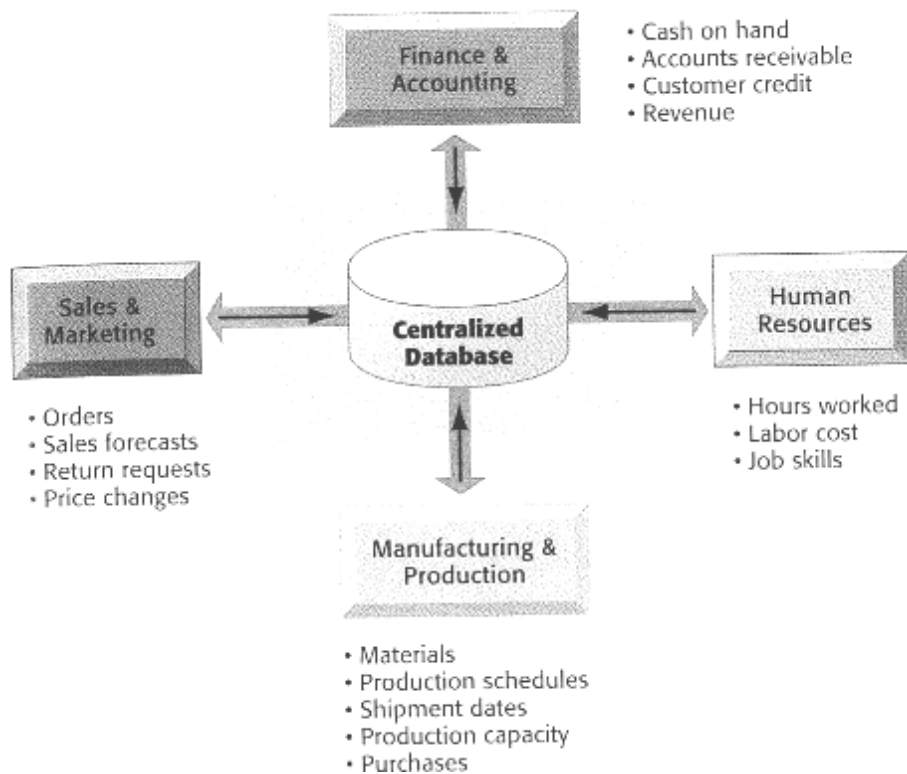 Finance &
Accounting
• Cash on hand
• Accounts receivable
• Customer credit
• Revenue
Sales &
Marketing
• Orders
• Sales forecasts
• Return requests
• Price changes
Centralized
Database
Human
Resources
• Hours worked
• Labor cost
• Job skills
Manufacturing &
Production
• Materials
• Production schedules
• Shipment dates
• Production capacity
• Purchases